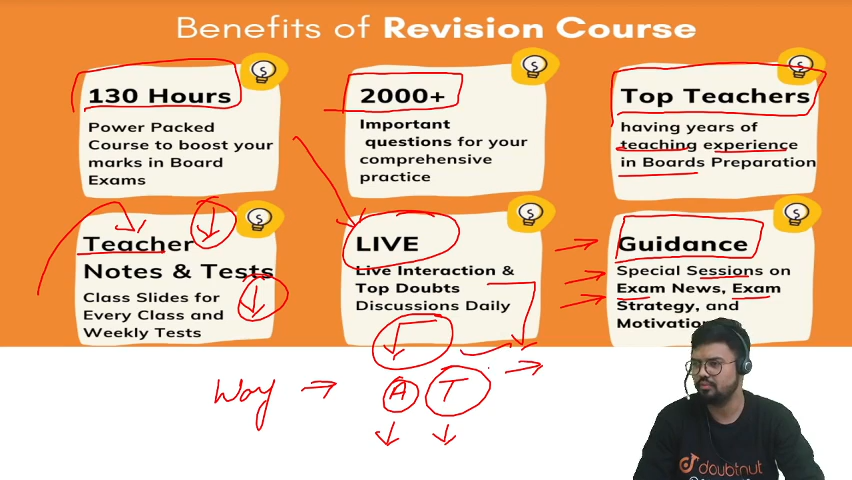 Benefits of Revision Course
130 Hours
Power Packed
Course to boost your
marks in Board
Exams
2000+
Important
questions for your
comprehensive
practice
Top Teachers
having years of
teaching experience
in Boards Preparation
Teacher
Notes & Tests
Class Slides for
Every Class and
Weekly Tests
LIVE
Live Interaction &
Top Doubts
Discussions Daily
Guidance
Special Sessions on
Exam News, Exam
Strategy, and
Way
A T
doubtnut